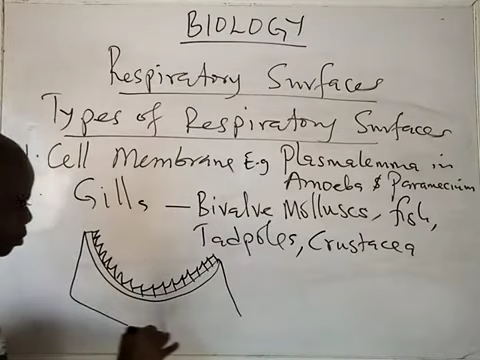 BIOLOGY
Respiratory Surfaces
Types of Respiratory Surfaces
1. Cell Membrane E.g Plasmalemma in
Amoeba & Paramecium
Gills – Bivalve Molluscs, fish,
Tadpoles, Crustacea